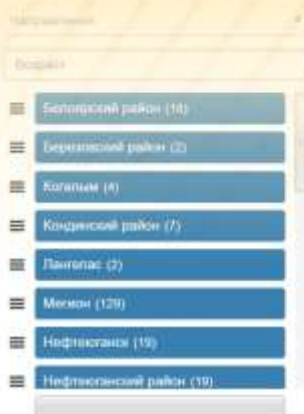 Возраст
Белоярский район (18)
Березовский район (2)
Когалым (4)
Кондинский район (7)
Лангепас (2)
Мегион (129)
Нефтеюганск (19)
Нефтеюганский район (19)